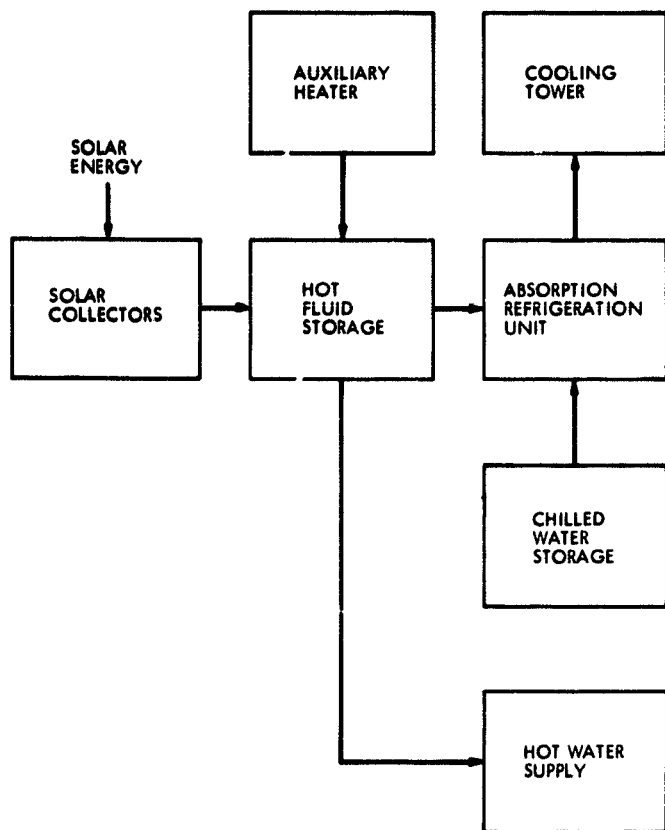 AUXILIARY
HEATER
COOLING
TOWER
SOLAR
ENERGY
SOLAR
COLLECTORS
HOT
FLUID
STORAGE
ABSORPTION
REFRIGERATION
UNIT
CHILLED
WATER
STORAGE
HOT WATER
SUPPLY